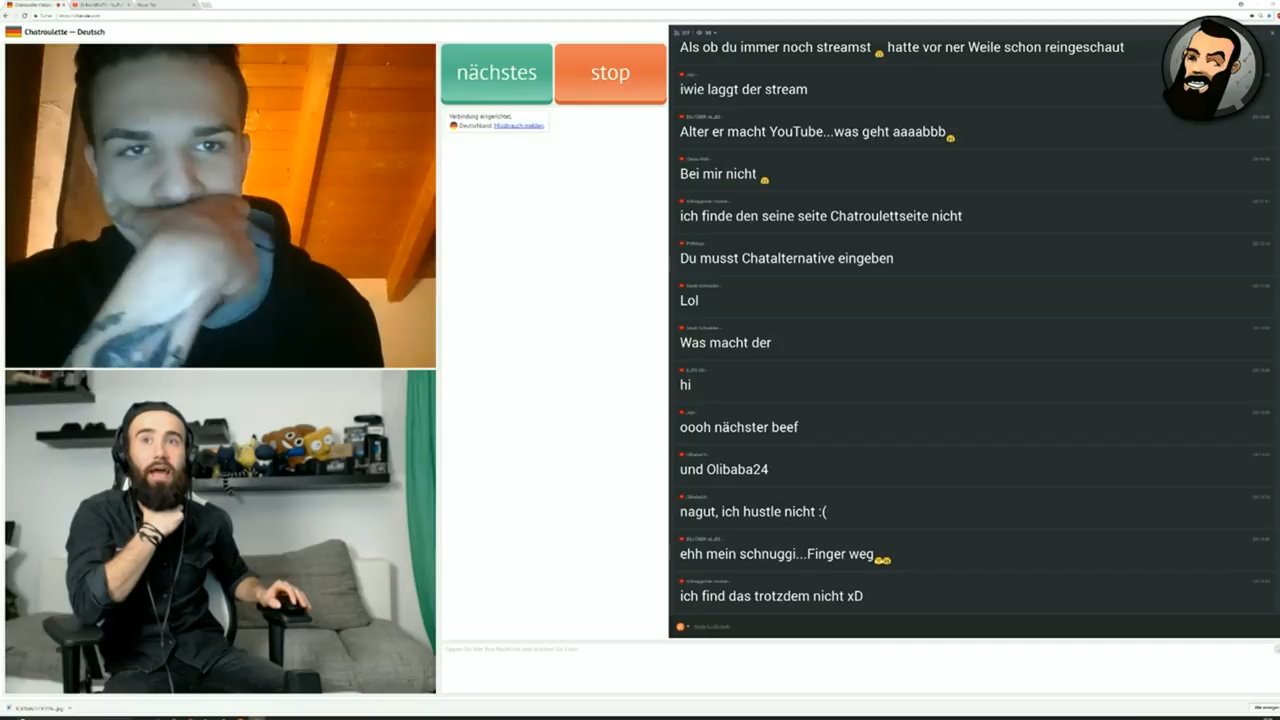 Chatroulette — Deutsch
nächstes
stop
Verbindung eingerichtet.
Deutschland. Missbrauch melden.
Als ob du immer noch streamst hatte vor ner Weile schon reingeschaut
iwie laggt der stream
Alter er macht YouTube...was geht aaaabbb
Bei mir nicht
ich finde den seine seite Chatroulettseite nicht
Du musst Chatalternative eingeben
Lol
Was macht der
hi
oooh nächster beef
und Olibaba24
nagut, ich hustle nicht :(
ehh mein schnuggi...Finger weg
ich find das trotzdem nicht xD